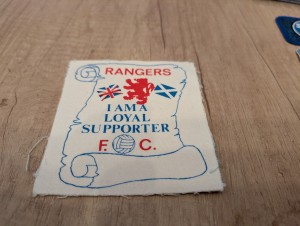 RANGERS
I AM A
LOYAL
SUPPORTER
F. C.